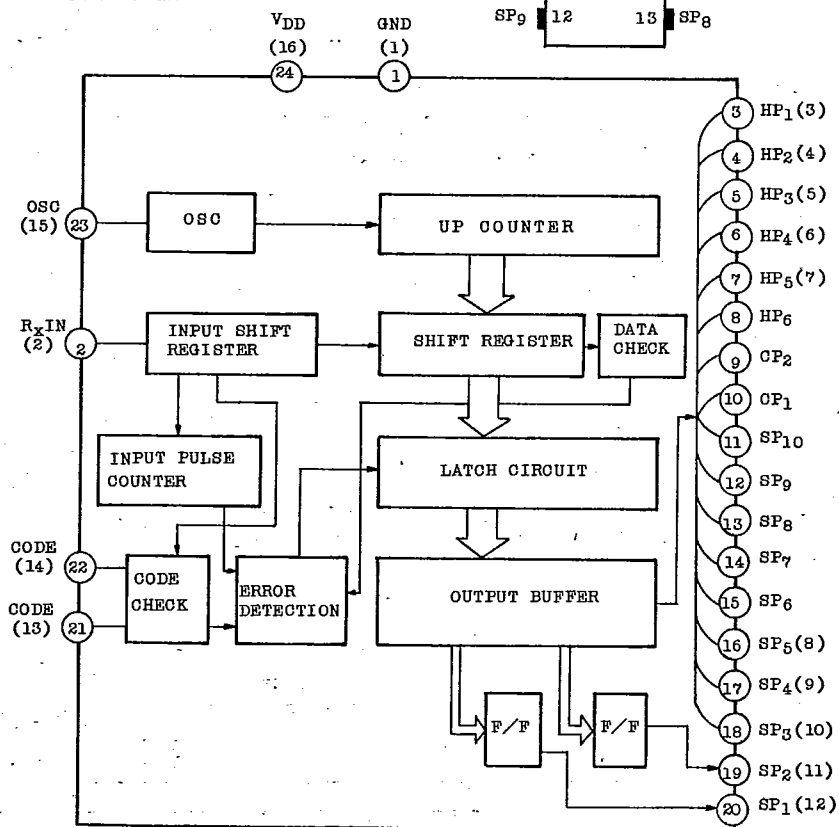 SP9 12 13 SP8
VDD GND
(16) (1)
24 1
3 HP1(3)
4 HP2(4)
5 HP3(5)
6 HP4(6)
7 HP5(7)
8 HP6
9 CP2
10 CP1
11 SP10
12 SP9
13 SP8
14 SP7
15 SP6
16 SP5(8)
17 SP4(9)
18 SP3(10)
19 SP2(11)
20 SP1(12)
OSC
(15)
23
OSC
UP COUNTER
RXIN
(2)
2
INPUT SHIFT
REGISTER
SHIFT REGISTER
DATA
CHECK
INPUT PULSE
COUNTER
LATCH CIRCUIT
CODE
(14)
22
CODE
(13)
21
CODE
CHECK
ERROR
DETECTION
OUTPUT BUFFER
F/F
F/F